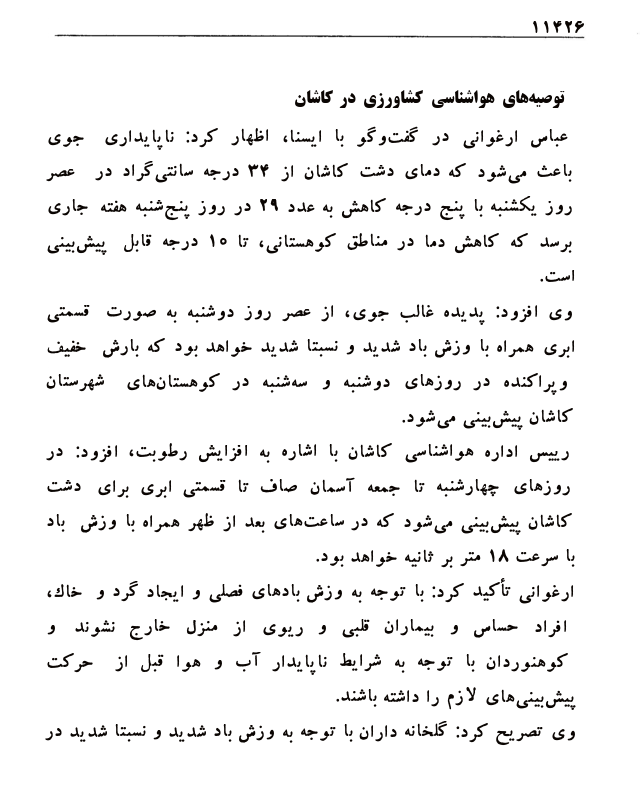 ۱۱۴۲۶
توصیه‌های هواشناسی کشاورزی در کاشان
عباس ارغوانی در گفت‌وگو با ایسنا، اظهار کرد: ناپایداری جوی
باعث می‌شود که دمای دشت کاشان از ۳۴ درجه سانتی‌گراد در عصر
روز یکشنبه با پنج درجه کاهش به عدد ۲۹ در روز پنج‌شنبه هفته جاری
برسد که کاهش دما در مناطق کوهستانی، تا ۱۰ درجه قابل پیش‌بینی
است.
وی افزود: پدیده غالب جوی، از عصر روز دوشنبه به صورت قسمتی
ابری همراه با وزش باد شدید و نسبتا شدید خواهد بود که بارش خفیف
و پراکنده در روزهای دوشنبه و سه‌شنبه در کوهستان‌های شهرستان
کاشان پیش‌بینی می‌شود.
رییس اداره هواشناسی کاشان با اشاره به افزایش رطوبت، افزود: در
روزهای چهارشنبه تا جمعه آسمان صاف تا قسمتی ابری برای دشت
کاشان پیش‌بینی می‌شود که در ساعت‌های بعد از ظهر همراه با وزش باد
با سرعت ۱۸ متر بر ثانیه خواهد بود.
ارغوانی تأکید کرد: با توجه به وزش بادهای فصلی و ایجاد گرد و خاك،
افراد حساس و بیماران قلبی و ریوی از منزل خارج نشوند و
کوهنوردان با توجه به شرایط ناپایدار آب و هوا قبل از حرکت
پیش‌بینی‌های لازم را داشته باشند.
وی تصریح کرد: گلخانه داران با توجه به وزش باد شدید و نسبتا شدید در